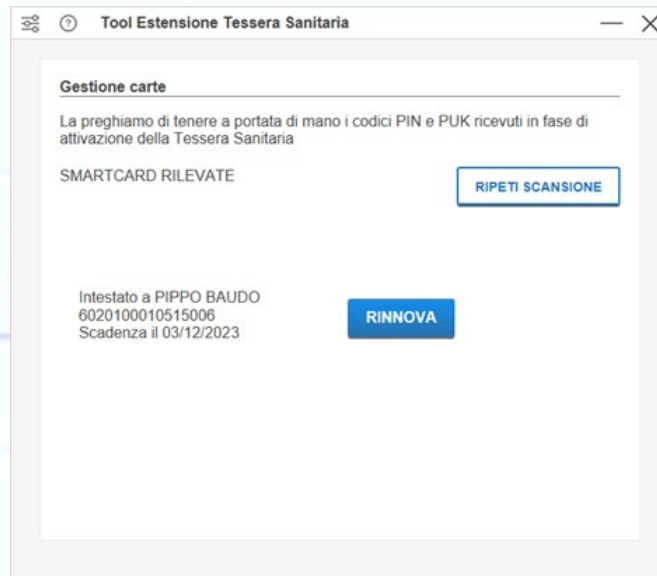 Tool Estensione Tessera Sanitaria
Gestione carte
La preghiamo di tenere a portata di mano i codici PIN e PUK ricevuti in fase di
attivazione della Tessera Sanitaria
SMARTCARD RILEVATE
RIPETI SCANSIONE
Intestato a PIPPO BAUDO
6020100010515006
Scadenza il 03/12/2023
RINNOVA